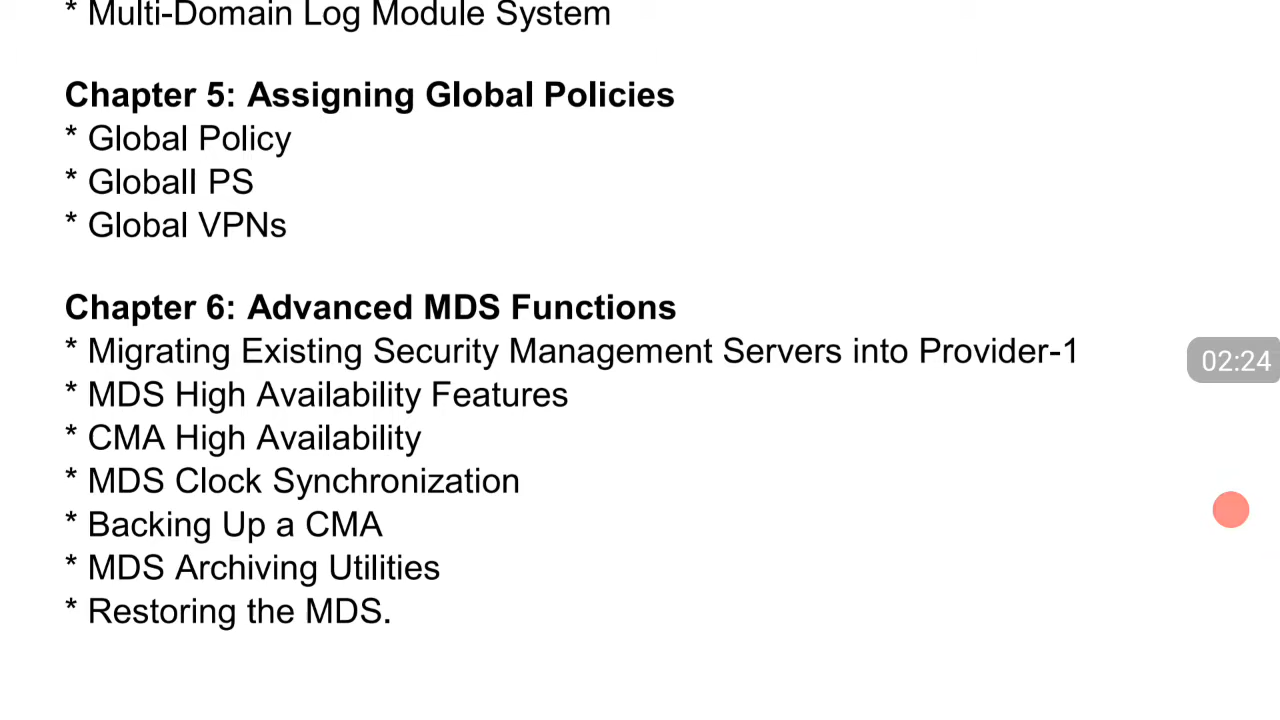 * Multi-Domain Log Module System
Chapter 5: Assigning Global Policies
* Global Policy
* Globall PS
* Global VPNs
Chapter 6: Advanced MDS Functions
* Migrating Existing Security Management Servers into Provider-1
* MDS High Availability Features
02:24
* CMA High Availability
* MDS Clock Synchronization
* Backing Up a CMA
* MDS Archiving Utilities
* Restoring the MDS.